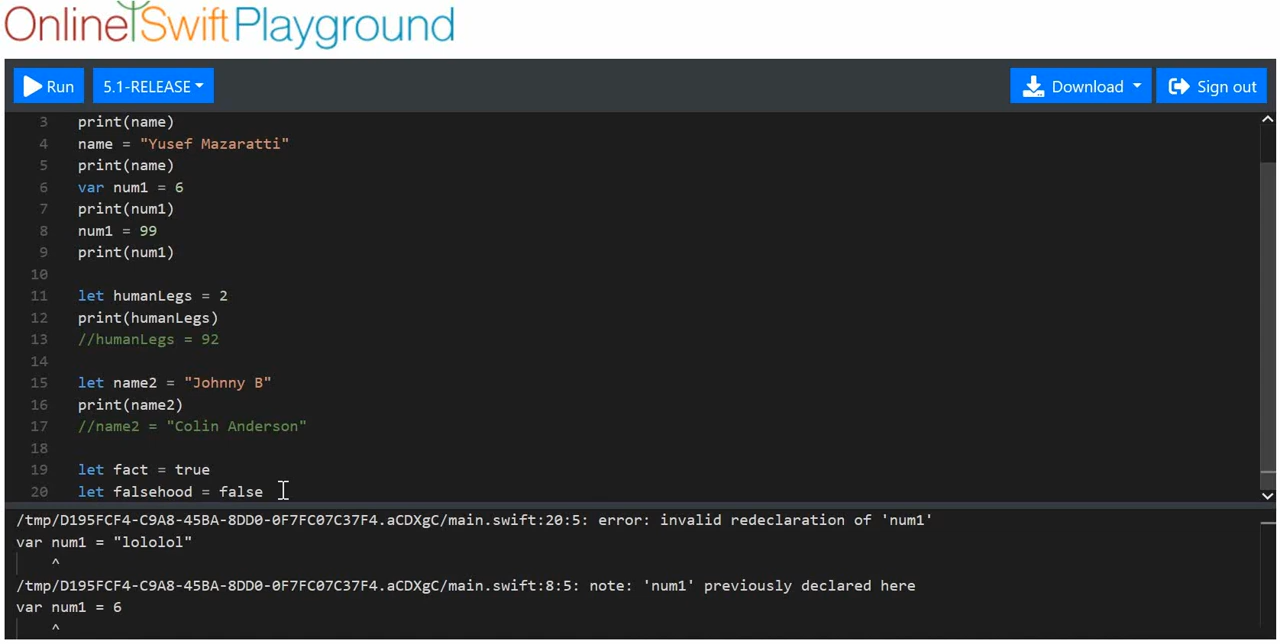 Online Swift Playground
Run 5.1-RELEASE Download Sign out
3 print(name)
4 name = "Yusef Mazaratti"
5 print(name)
6 var num1 = 6
7 print(num1)
8 num1 = 99
9 print(num1)
10
11 let humanLegs = 2
12 print(humanLegs)
13 //humanLegs = 92
14
15 let name2 = "Johnny B"
16 print(name2)
17 //name2 = "Colin Anderson"
18
19 let fact = true
20 let falsehood = false
/tmp/D195FCF4-C9A8-45BA-8DD0-0F7FC07C37F4.aCDXgC/main.swift:20:5: error: invalid redeclaration of 'num1'
var num1 = "lololol"
^
/tmp/D195FCF4-C9A8-45BA-8DD0-0F7FC07C37F4.aCDXgC/main.swift:8:5: note: 'num1' previously declared here
var num1 = 6
^